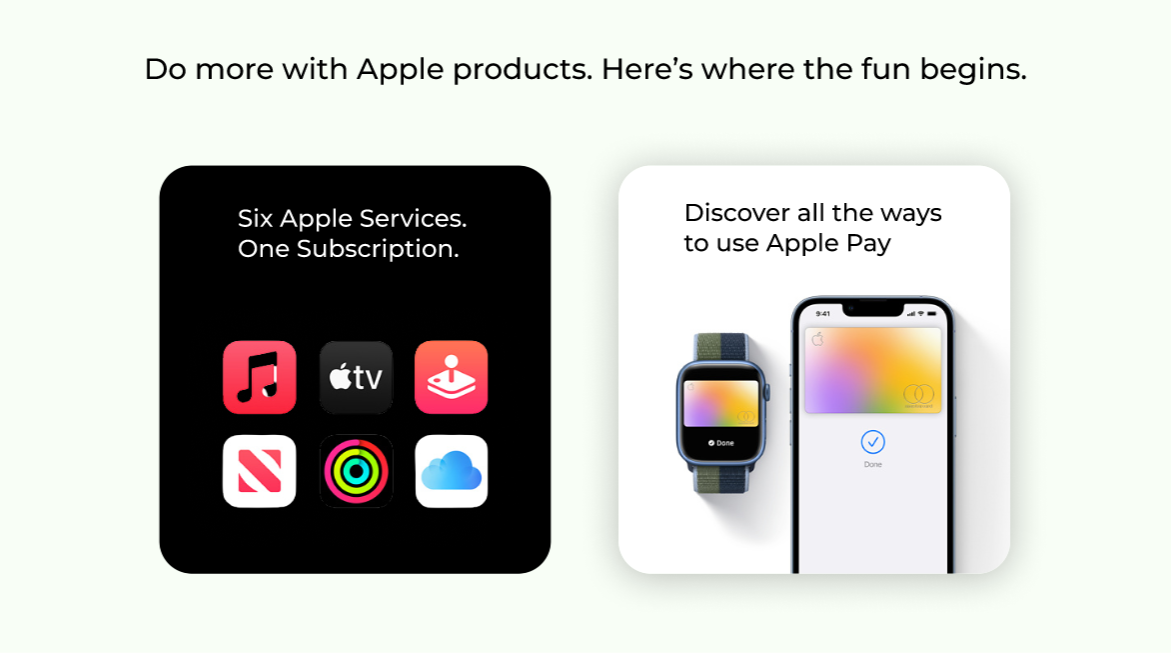 Do more with Apple products. Here’s where the fun begins.
Six Apple Services.
One Subscription.
tv
Discover all the ways
to use Apple Pay
Done
9:41
Done